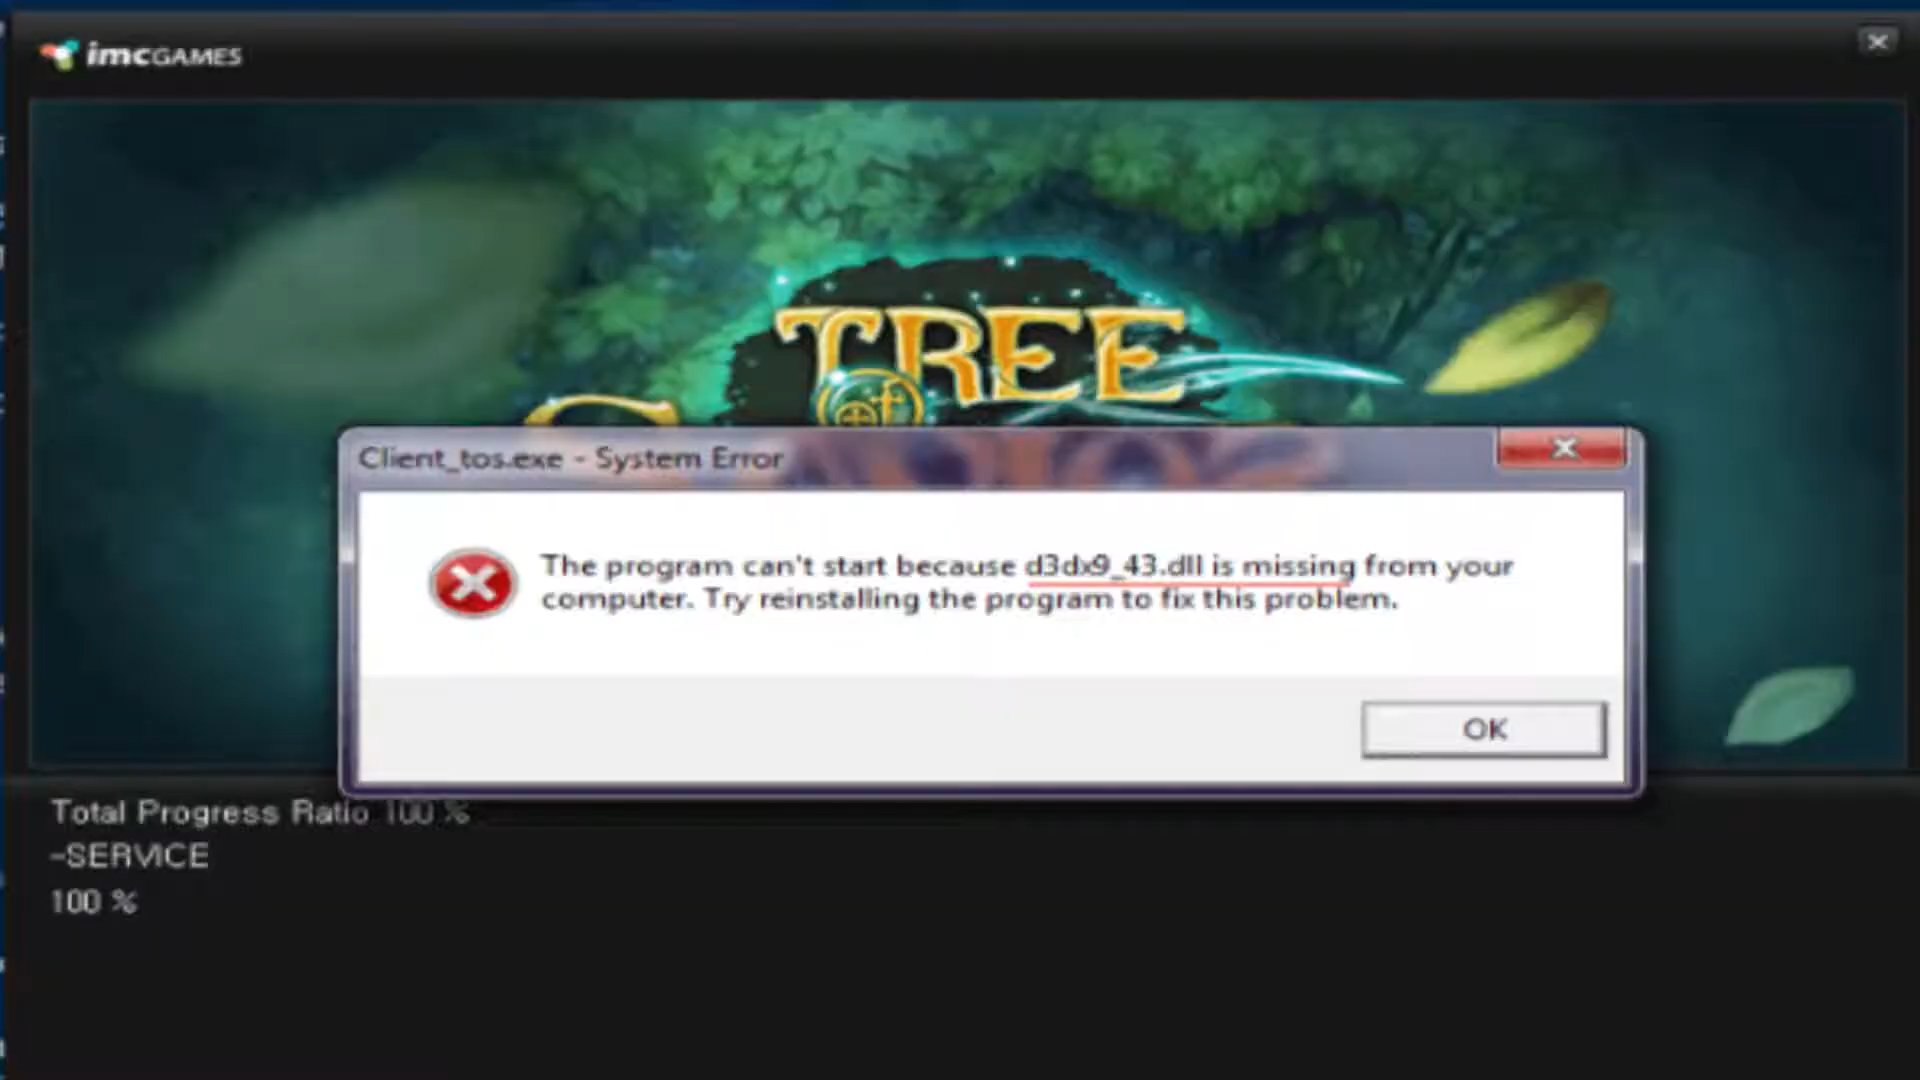 imcGAMES
TREE
of
Client_tos.exe - System Error
The program can't start because d3dx9_43.dll is missing from your
computer. Try reinstalling the program to fix this problem.
OK
Total Progress Ratio 100 %
-SERVICE
100 %